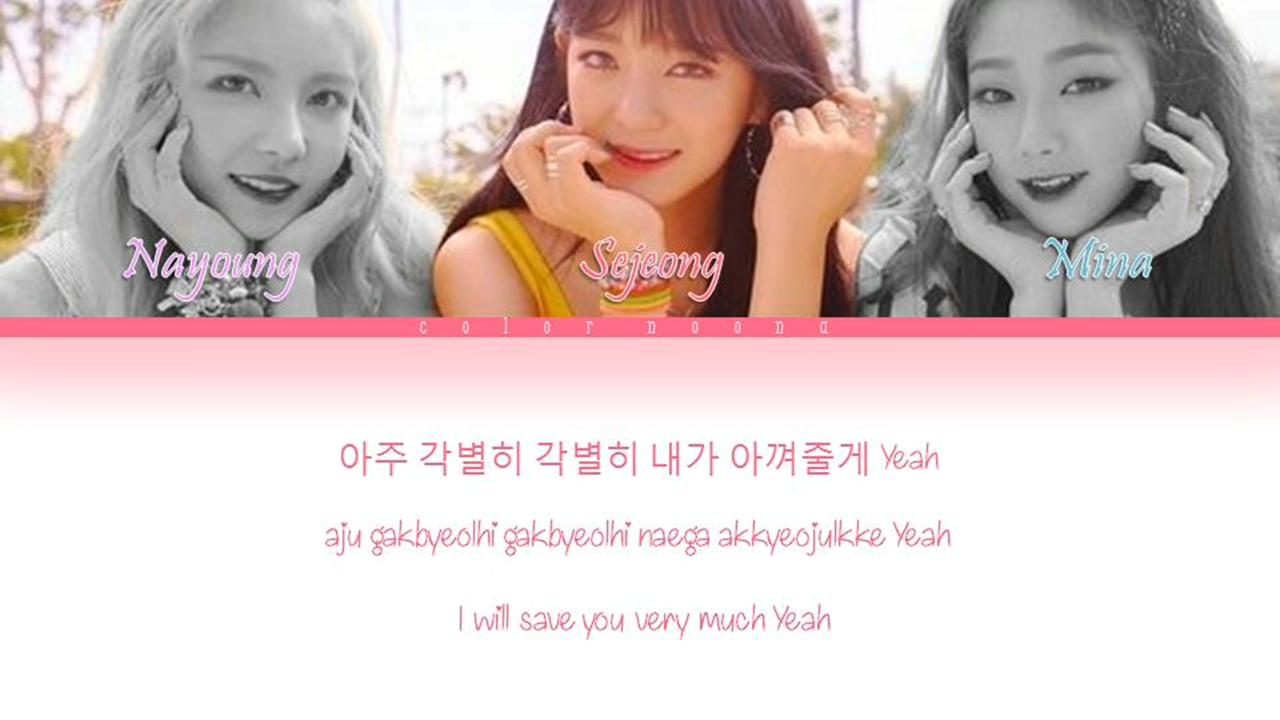 Nayoung Sejeong Mina
color noona
아주 각별히 각별히 내가 아껴줄게 Yeah
aju gakbyeolhi gakbyeolhi naega akkyeojulkke Yeah
I will save you very much Yeah